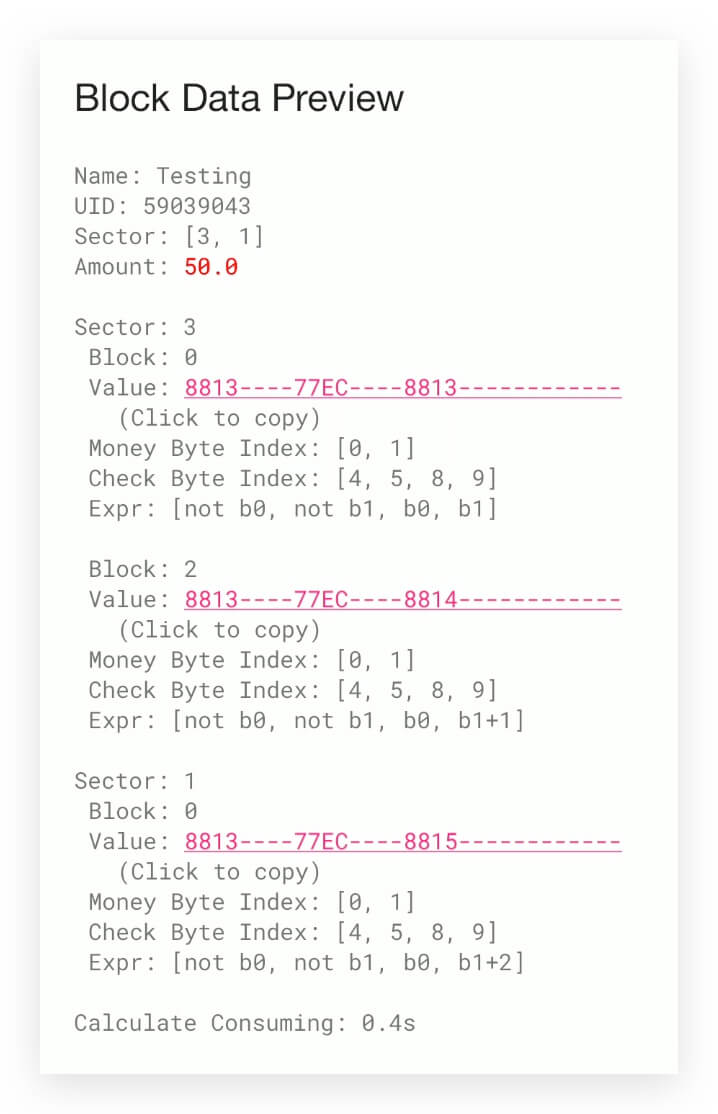 Block Data Preview
Name: Testing
UID: 59039043
Sector: [3, 1]
Amount: 50.0
Sector: 3
Block: 0
Value: 8813----77EC----8813------------
(Click to copy)
Money Byte Index: [0, 1]
Check Byte Index: [4, 5, 8, 9]
Expr: [not b0, not b1, b0, b1]
Block: 2
Value: 8813----77EC----8814------------
(Click to copy)
Money Byte Index: [0, 1]
Check Byte Index: [4, 5, 8, 9]
Expr: [not b0, not b1, b0, b1+1]
Sector: 1
Block: 0
Value: 8813----77EC----8815------------
(Click to copy)
Money Byte Index: [0, 1]
Check Byte Index: [4, 5, 8, 9]
Expr: [not b0, not b1, b0, b1+2]
Calculate Consuming: 0.4s